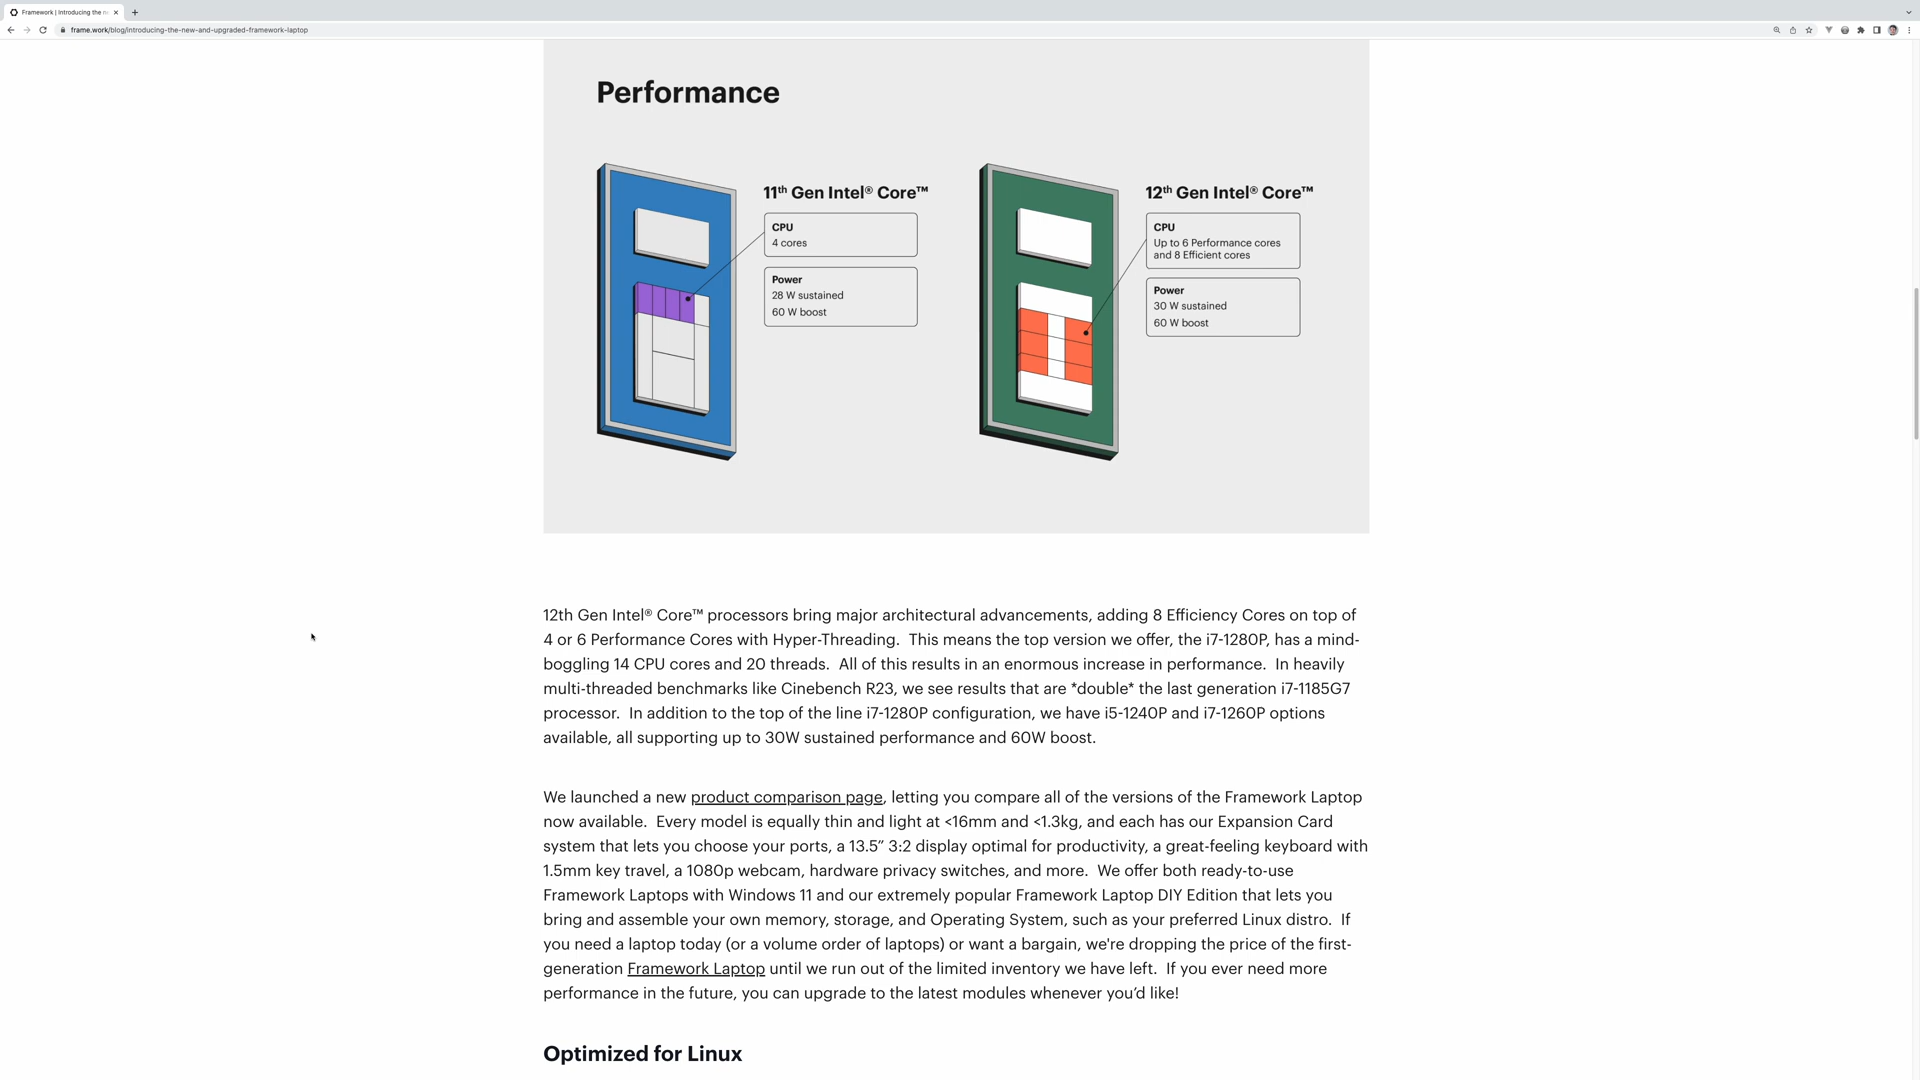 Framework | Introducing the n
frame.work/blog/introducing-the-new-and-upgraded-framework-laptop
Performance
11th Gen Intel® Core™
CPU
4 cores
Power
28 W sustained
60 W boost
12th Gen Intel® Core™
CPU
Up to 6 Performance cores
and 8 Efficient cores
Power
30 W sustained
60 W boost
12th Gen Intel® Core™ processors bring major architectural advancements, adding 8 Efficiency Cores on top of
4 or 6 Performance Cores with Hyper-Threading.  This means the top version we offer, the i7-1280P, has a mind-
boggling 14 CPU cores and 20 threads.  All of this results in an enormous increase in performance.  In heavily
multi-threaded benchmarks like Cinebench R23, we see results that are *double* the last generation i7-1185G7
processor.  In addition to the top of the line i7-1280P configuration, we have i5-1240P and i7-1260P options
available, all supporting up to 30W sustained performance and 60W boost.
We launched a new product comparison page, letting you compare all of the versions of the Framework Laptop
now available.  Every model is equally thin and light at <16mm and <1.3kg, and each has our Expansion Card
system that lets you choose your ports, a 13.5” 3:2 display optimal for productivity, a great-feeling keyboard with
1.5mm key travel, a 1080p webcam, hardware privacy switches, and more.  We offer both ready-to-use
Framework Laptops with Windows 11 and our extremely popular Framework Laptop DIY Edition that lets you
bring and assemble your own memory, storage, and Operating System, such as your preferred Linux distro.  If
you need a laptop today (or a volume order of laptops) or want a bargain, we're dropping the price of the first-
generation Framework Laptop until we run out of the limited inventory we have left.  If you ever need more
performance in the future, you can upgrade to the latest modules whenever you’d like!
Optimized for Linux